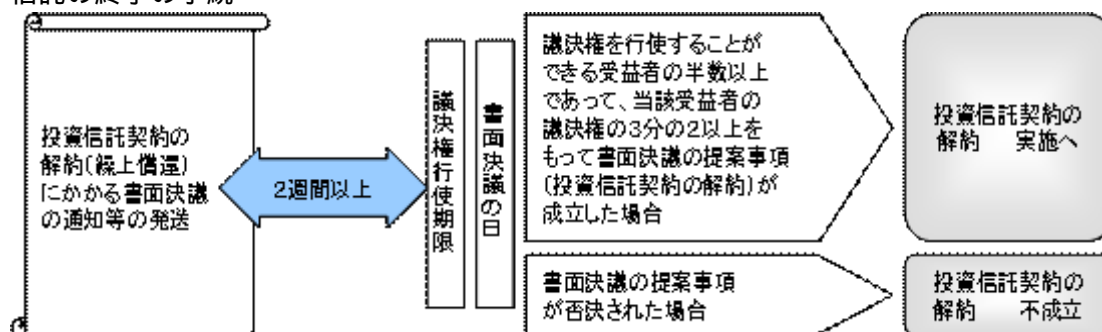 信託の終了の手続
投資信託契約の
解約(繰上償還)
にかかる書面決議
の通知等の発送
2週間以上
議決権行使期限
書面決議の日
議決権を行使することが
できる受益者の半数以上
であって、当該受益者の
議決権の3分の2以上を
もって書面決議の提案事項
(投資信託契約の解約)が
成立した場合
投資信託契約の
解約 実施へ
書面決議の提案事項
が否決された場合
投資信託契約の
解約 不成立